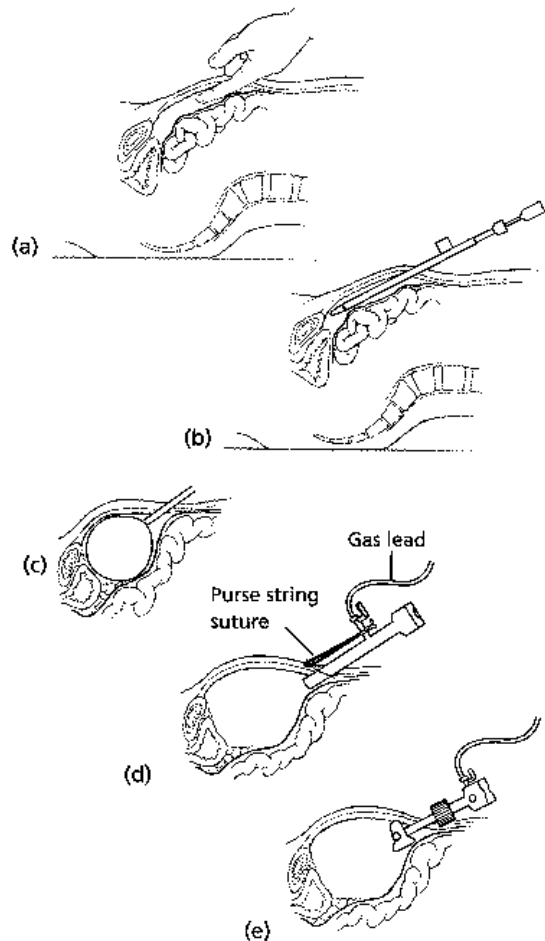 (a)
(b)
(c)
Gas lead
Purse string
suture
(d)
(e)